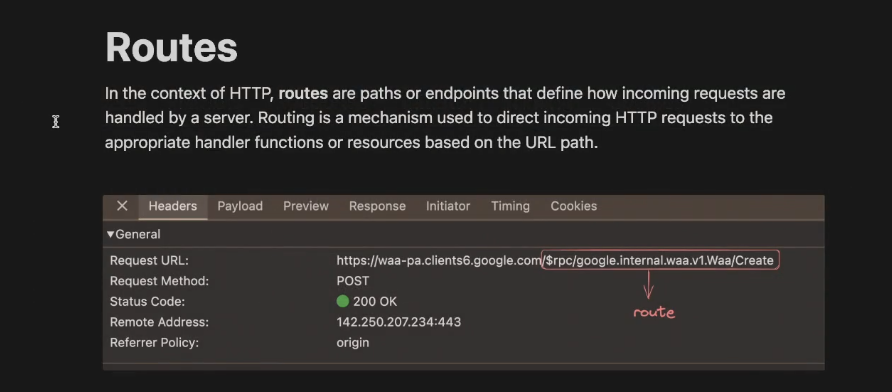 Routes
In the context of HTTP, routes are paths or endpoints that define how incoming requests are
handled by a server. Routing is a mechanism used to direct incoming HTTP requests to the
appropriate handler functions or resources based on the URL path.
Headers Payload Preview Response Initiator Timing Cookies
▼General
Request URL: https://waa-pa.clients6.google.com/$rpc/google.internal.waa.v1.Waa/Create
Request Method: POST
Status Code: 200 OK
Remote Address: 142.250.207.234:443
Referrer Policy: origin
route